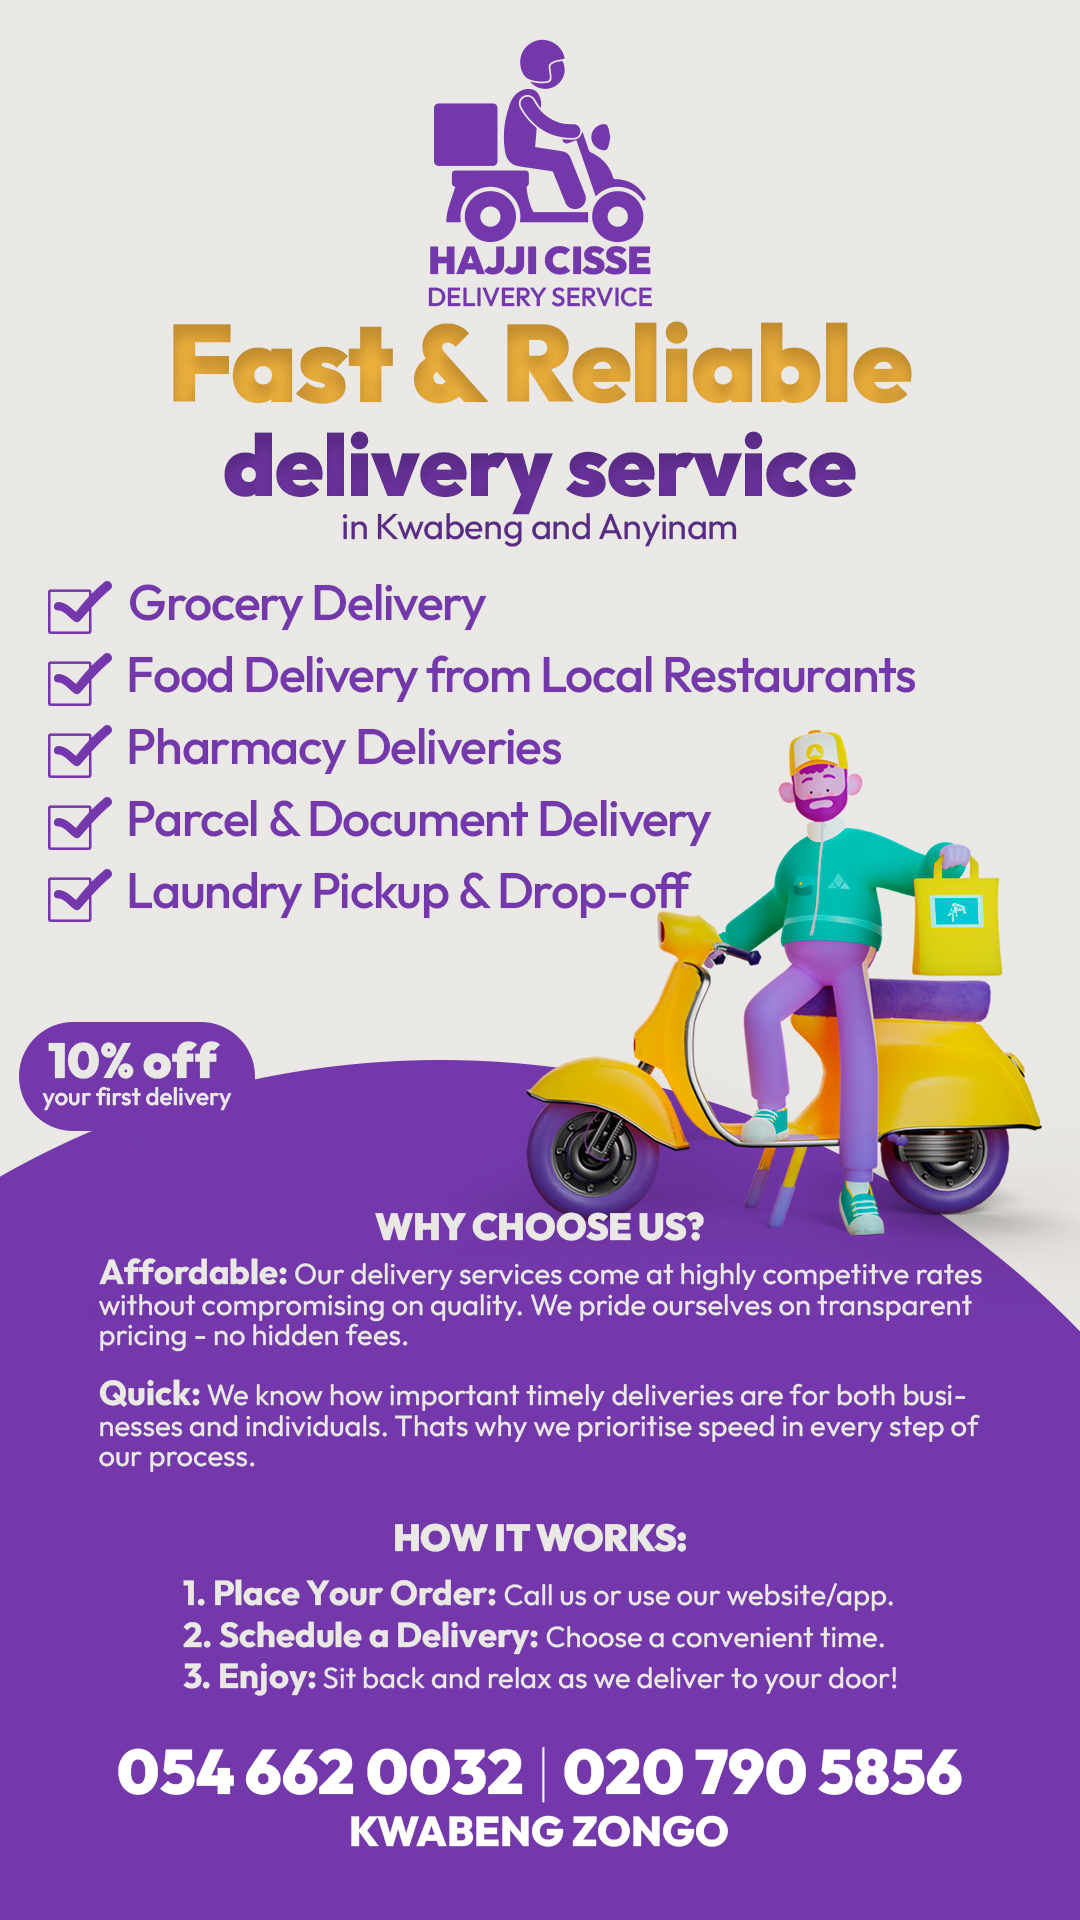 HAJJI CISSE
DELIVERY SERVICE
Fast & Reliable
delivery service
in Kwabeng and Anyinam
Grocery Delivery
Food Delivery from Local Restaurants
Pharmacy Deliveries
Parcel & Document Delivery
Laundry Pickup & Drop-off
10% off
your first delivery
WHY CHOOSE US?
Affordable: Our delivery services come at highly competitve rates
without compromising on quality. We pride ourselves on transparent
pricing - no hidden fees.
Quick: We know how important timely deliveries are for both busi-
nesses and individuals. Thats why we prioritise speed in every step of
our process.
HOW IT WORKS:
1. Place Your Order: Call us or use our website/app.
2. Schedule a Delivery: Choose a convenient time.
3. Enjoy: Sit back and relax as we deliver to your door!
054 662 0032 | 020 790 5856
KWABENG ZONGO